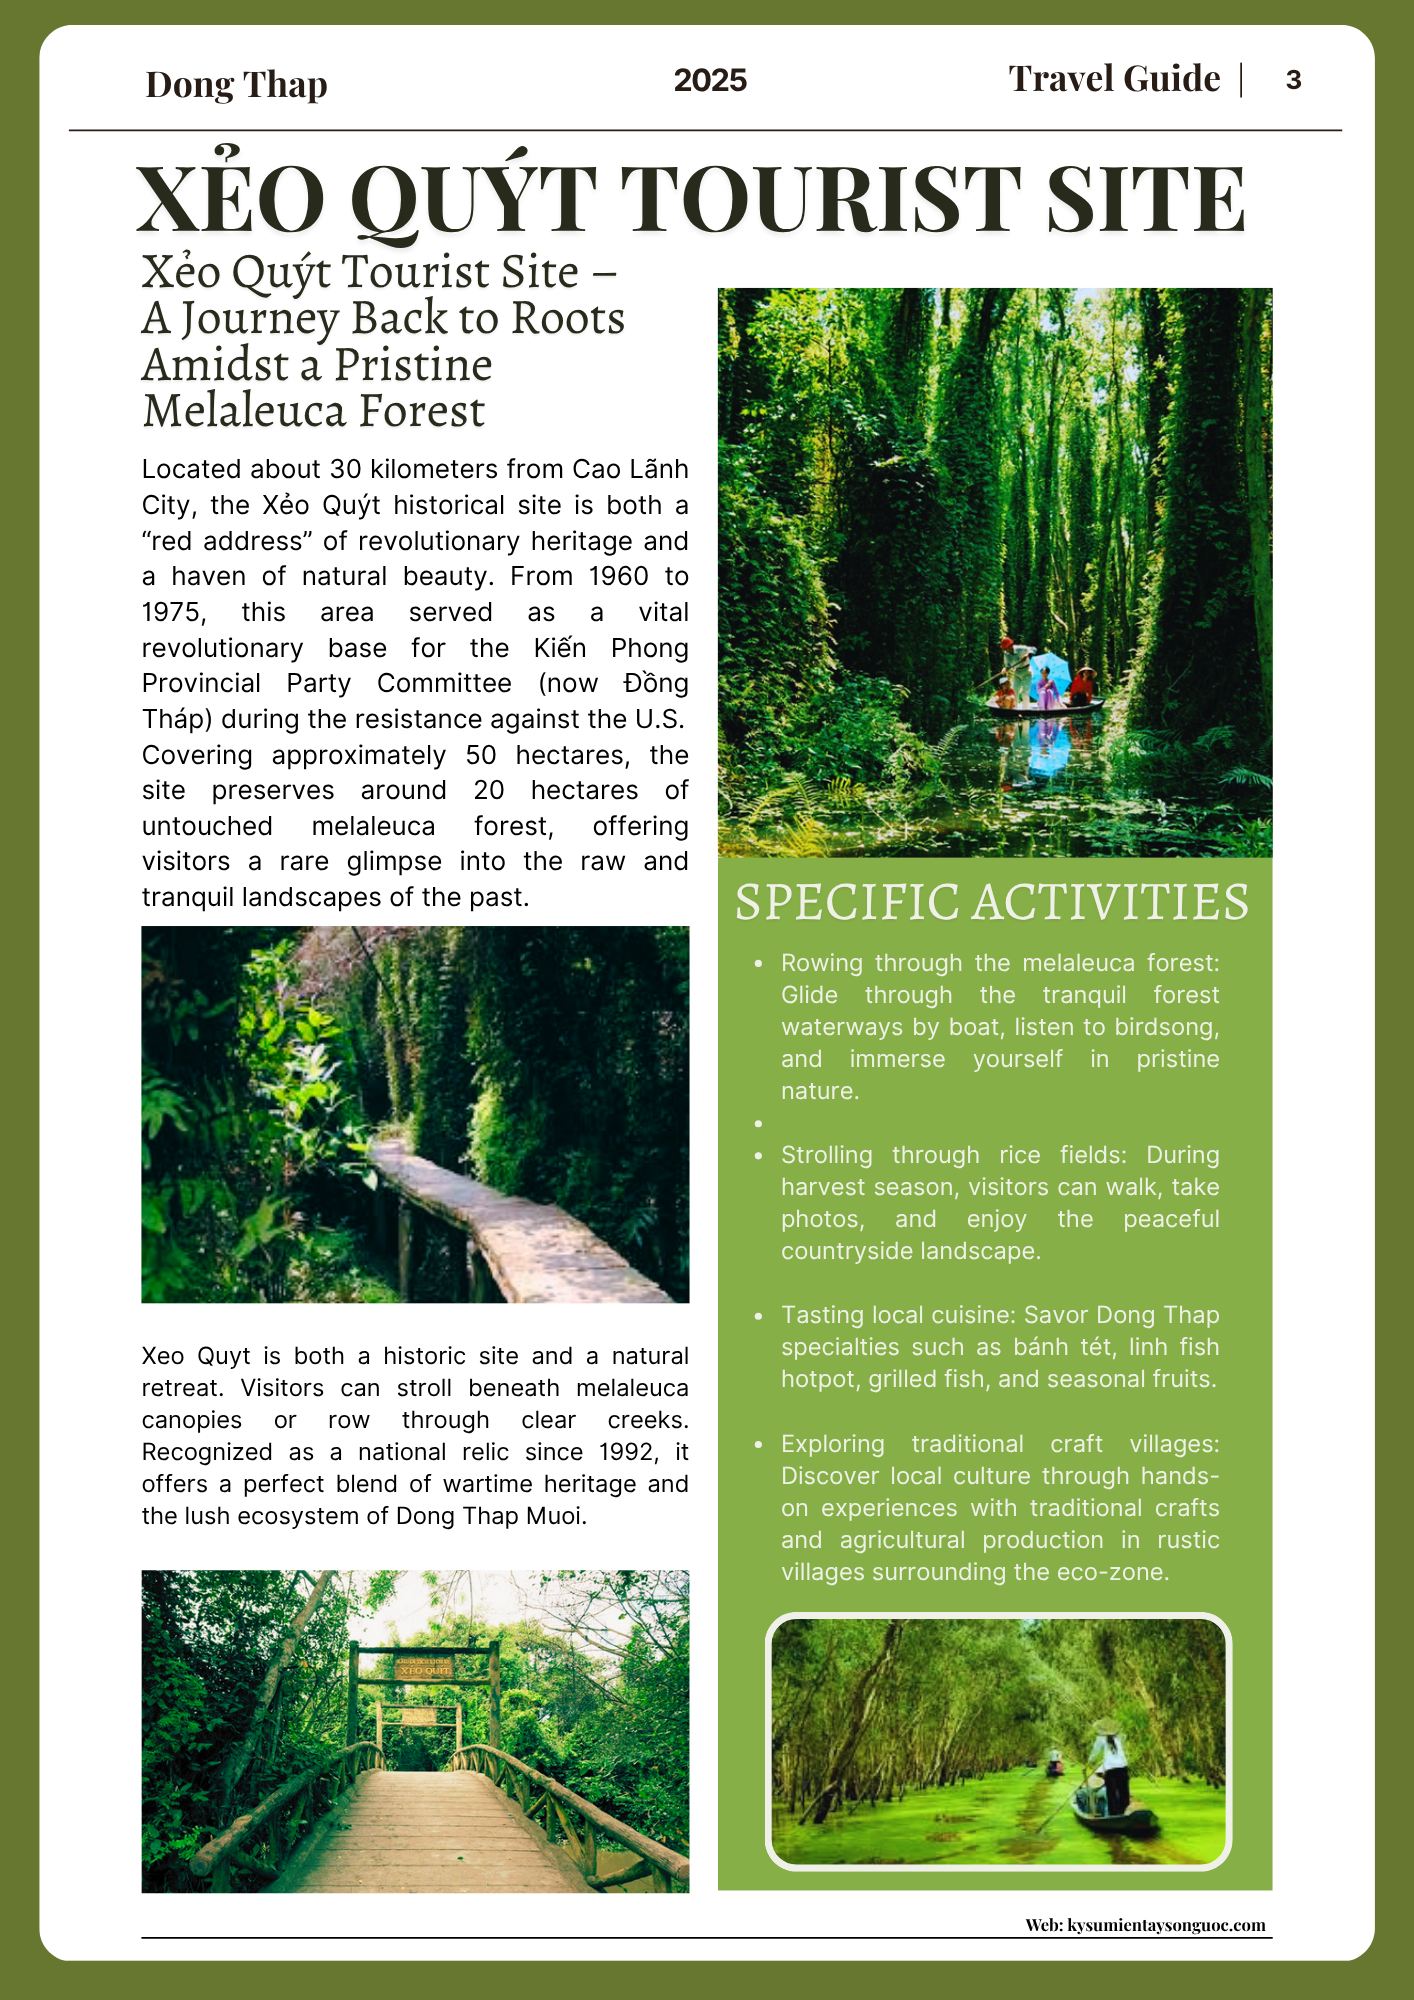 Dong Thap
2025
Travel Guide |
3
XẺO QUÝT TOURIST SITE
Xẻo Quýt Tourist Site –
A Journey Back to Roots
Amidst a Pristine
Melaleuca Forest
Located about 30 kilometers from Cao Lãnh
City, the Xẻo Quýt historical site is both a
“red address” of revolutionary heritage and
a haven of natural beauty. From 1960 to
1975, this area served as a vital
revolutionary base for the Kiến Phong
Provincial Party Committee (now Đồng
Tháp) during the resistance against the U.S.
Covering approximately 50 hectares, the
site preserves around 20 hectares of
untouched melaleuca forest, offering
visitors a rare glimpse into the raw and
tranquil landscapes of the past.
Xeo Quyt is both a historic site and a natural
retreat. Visitors can stroll beneath melaleuca
canopies or row through clear creeks.
Recognized as a national relic since 1992, it
offers a perfect blend of wartime heritage and
the lush ecosystem of Dong Thap Muoi.
XẺO QUÍT
SPECIFIC ACTIVITIES
• Rowing through the melaleuca forest:
Glide through the tranquil forest
waterways by boat, listen to birdsong,
and immerse yourself in pristine
nature.
•
• Strolling through rice fields: During
harvest season, visitors can walk, take
photos, and enjoy the peaceful
countryside landscape.
• Tasting local cuisine: Savor Dong Thap
specialties such as bánh tét, linh fish
hotpot, grilled fish, and seasonal fruits.
• Exploring traditional craft villages:
Discover local culture through hands-
on experiences with traditional crafts
and agricultural production in rustic
villages surrounding the eco-zone.
Web: kysumientaysonguoc.com